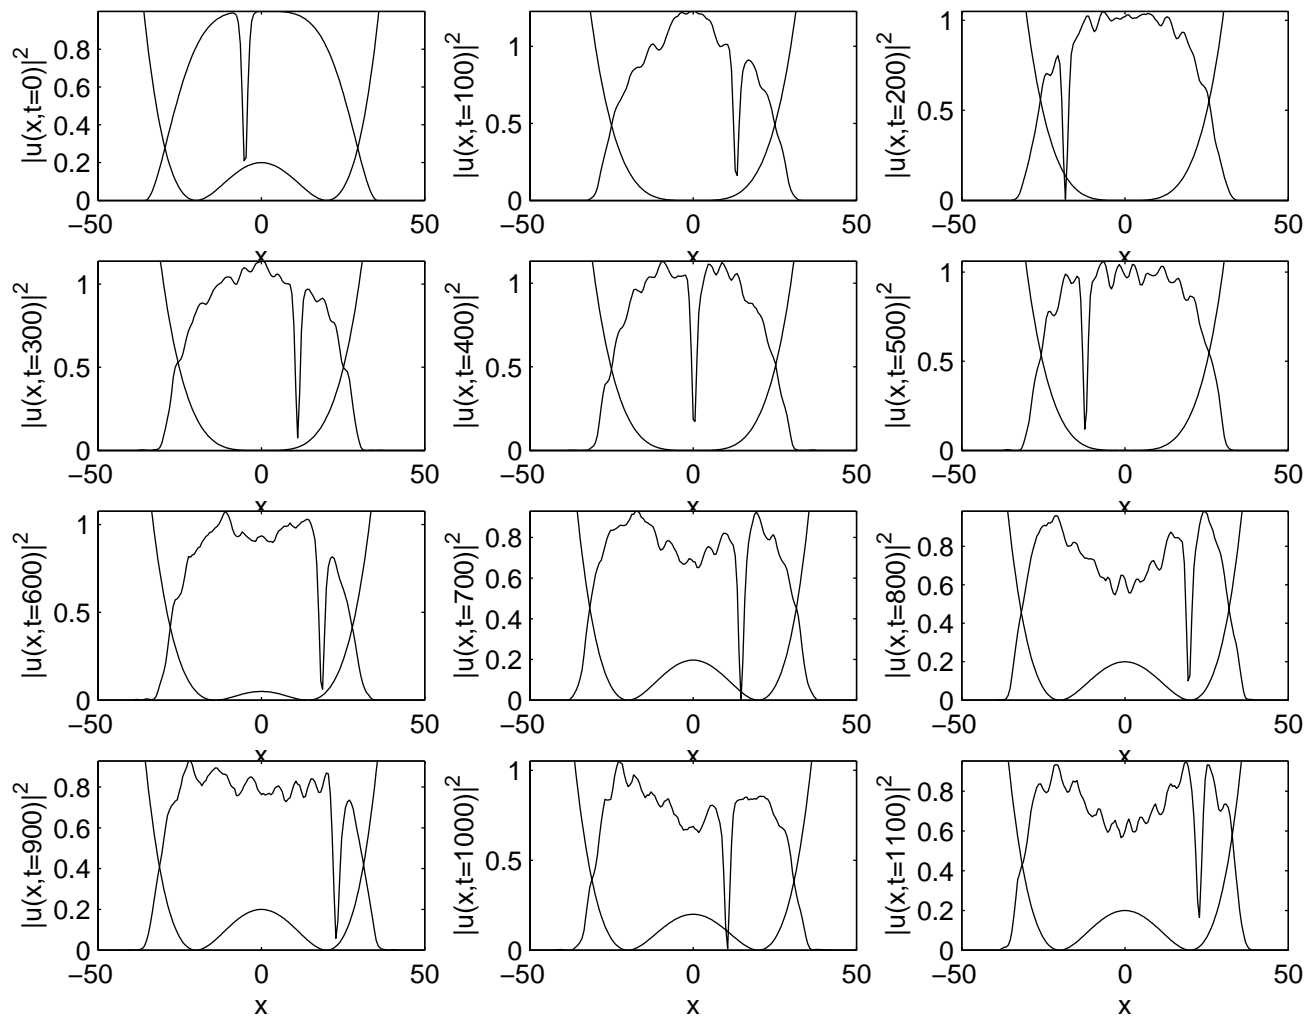 |u(x,t=0)|²
0.8
0.6
0.4
0.2
0
−50 0 50
x
|u(x,t=100)|²
1
0.5
0
−50 0 50
x
|u(x,t=200)|²
1
0.5
0
−50 0 50
x
|u(x,t=300)|²
1
0.5
0
−50 0 50
x
|u(x,t=400)|²
1
0.5
0
−50 0 50
x
|u(x,t=500)|²
1
0.5
0
−50 0 50
x
|u(x,t=600)|²
1
0.5
0
−50 0 50
x
|u(x,t=700)|²
0.8
0.6
0.4
0.2
0
−50 0 50
x
|u(x,t=800)|²
0.8
0.6
0.4
0.2
0
−50 0 50
x
|u(x,t=900)|²
0.8
0.6
0.4
0.2
0
−50 0 50
x
|u(x,t=1000)|²
1
0.5
0
−50 0 50
x
|u(x,t=1100)|²
0.8
0.6
0.4
0.2
0
−50 0 50
x